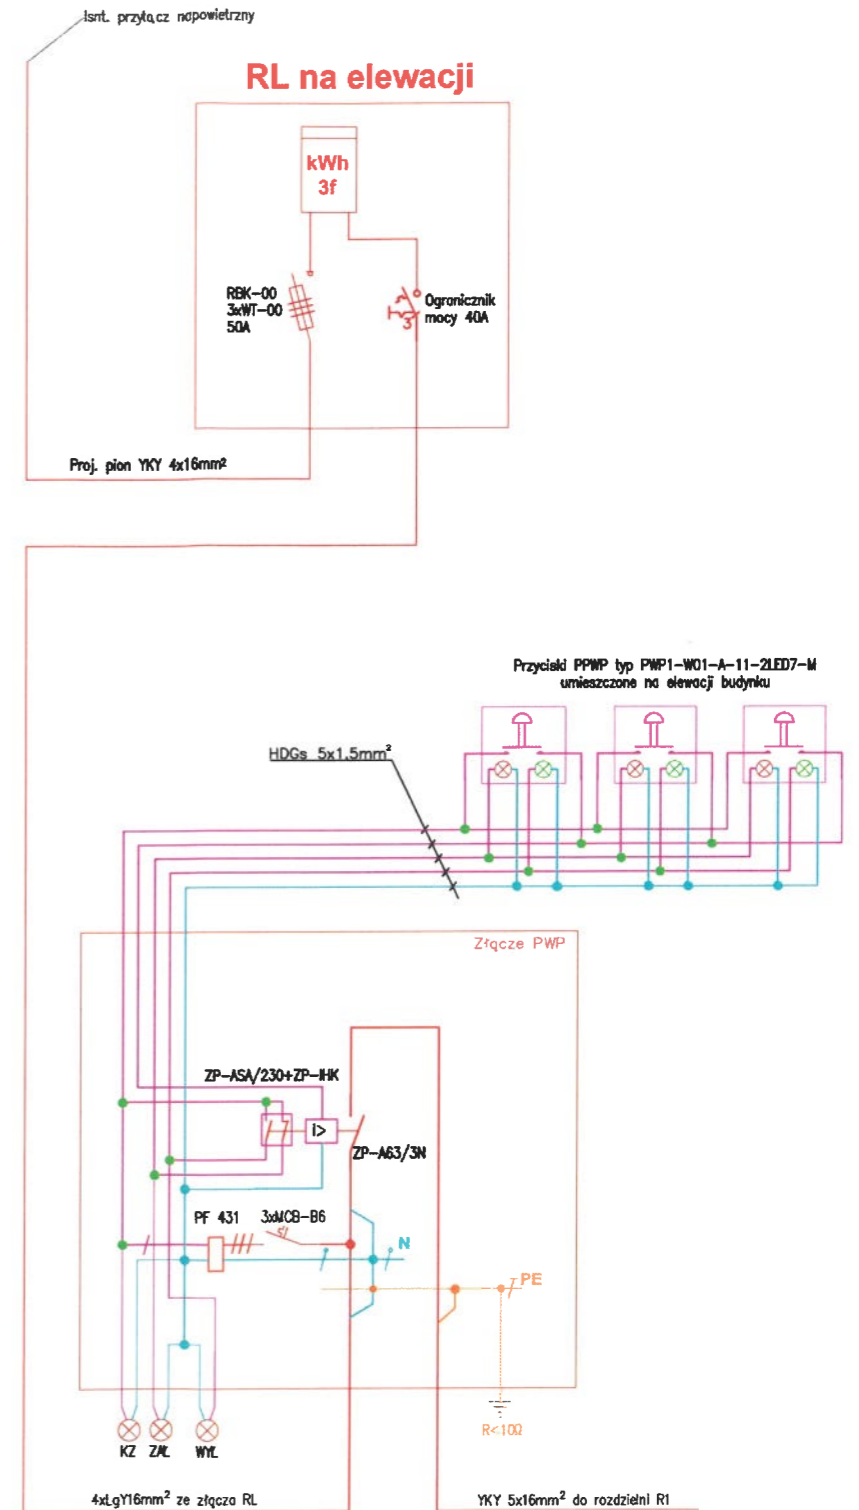 Isnt. przyłącz napowietrzny
RL na elewacji
kWh
3f
RBK-00
3xWT-00
50A
Ogranicznik
mocy 40A
3
Proj. pion YKY 4x16mm²
Przyciski PPWP typ PWP1-W01-A-11-2LED7-M
umieszczone na elewacji budynku
HDGs 5x1.5mm²
Złącze PWP
ZP-ASA/230+ZP-IHK
I>
ZP-A63/3N
PF 431
3xMCB-B6
N
PE
R<10Ω
KZ
ZAŁ
WYŁ
4xLgY16mm² ze złącza RL
YKY 5x16mm² do rozdzielni R1